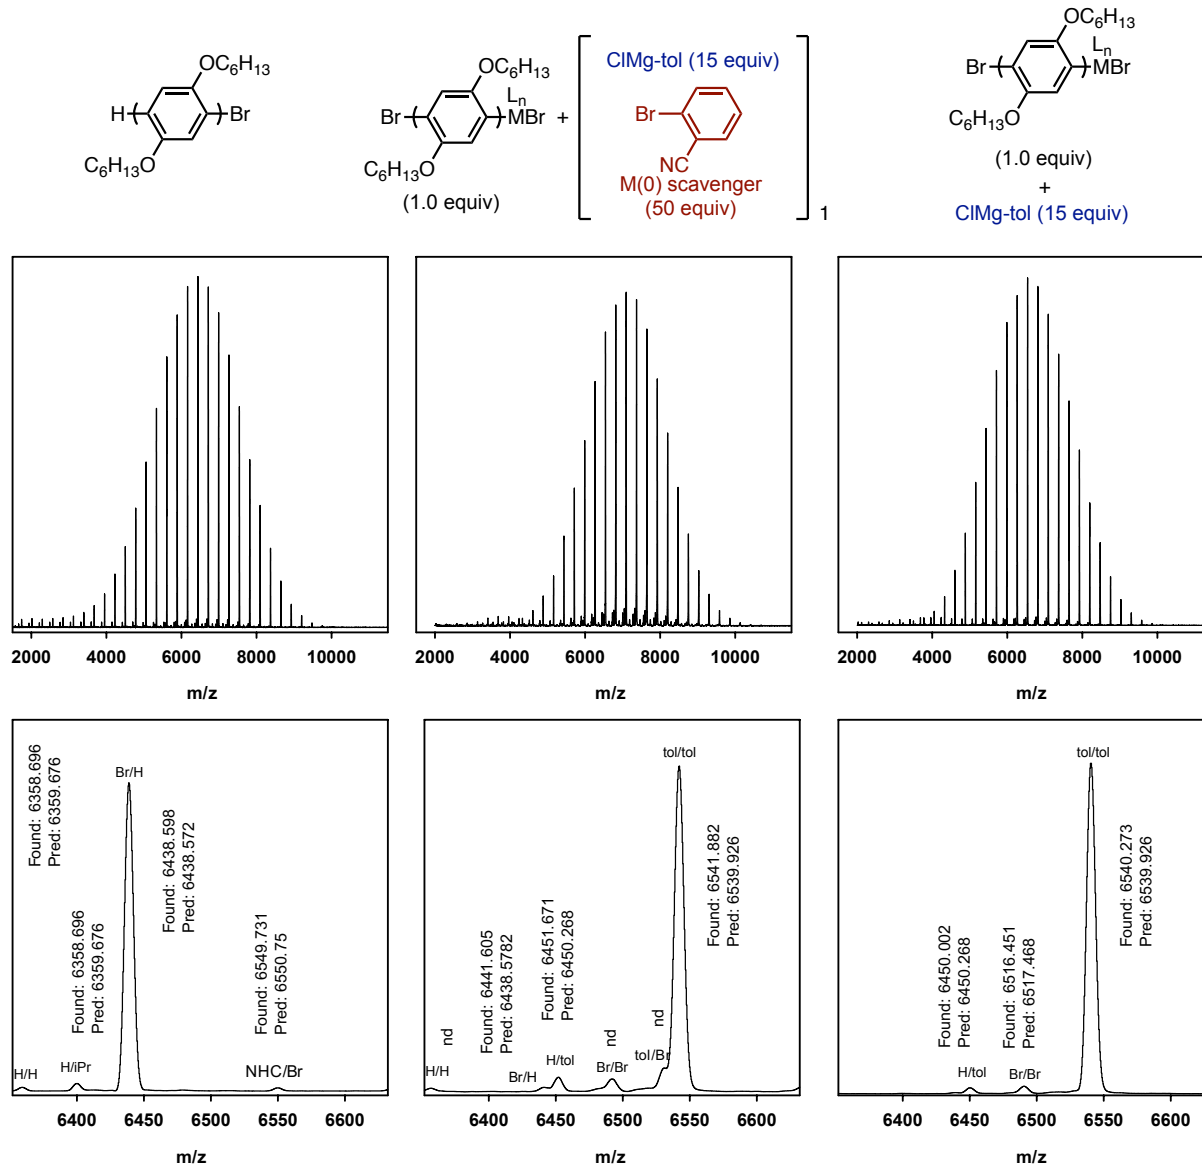 OC6H13
H
Br
C6H13O
OC6H13
Ln
Br
MBr
+
C6H13O
(1.0 equiv)
ClMg-tol (15 equiv)
Br
NC
M(0) scavenger
(50 equiv)
1
OC6H13
Ln
Br
MBr
C6H13O
(1.0 equiv)
+
ClMg-tol (15 equiv)
2000 4000 6000 8000 10000
m/z
2000 4000 6000 8000 10000
m/z
2000 4000 6000 8000 10000
m/z
Found: 6358.696
Pred: 6359.676
Found: 6358.696
Pred: 6359.676
Br/H
Found: 6438.598
Pred: 6438.572
Found: 6549.731
Pred: 6550.75
H/H
H/iPr
NHC/Br
6400 6450 6500 6550 6600
m/z
nd
Found: 6441.605
Pred: 6438.5782
Found: 6451.671
Pred: 6450.268
nd
nd
tol/tol
Found: 6541.882
Pred: 6539.926
H/H
Br/H
H/tol
Br/Br
tol/Br
6400 6450 6500 6550 6600
m/z
Found: 6450.002
Pred: 6450.268
Found: 6516.451
Pred: 6517.468
tol/tol
Found: 6540.273
Pred: 6539.926
H/tol
Br/Br
6400 6450 6500 6550 6600
m/z